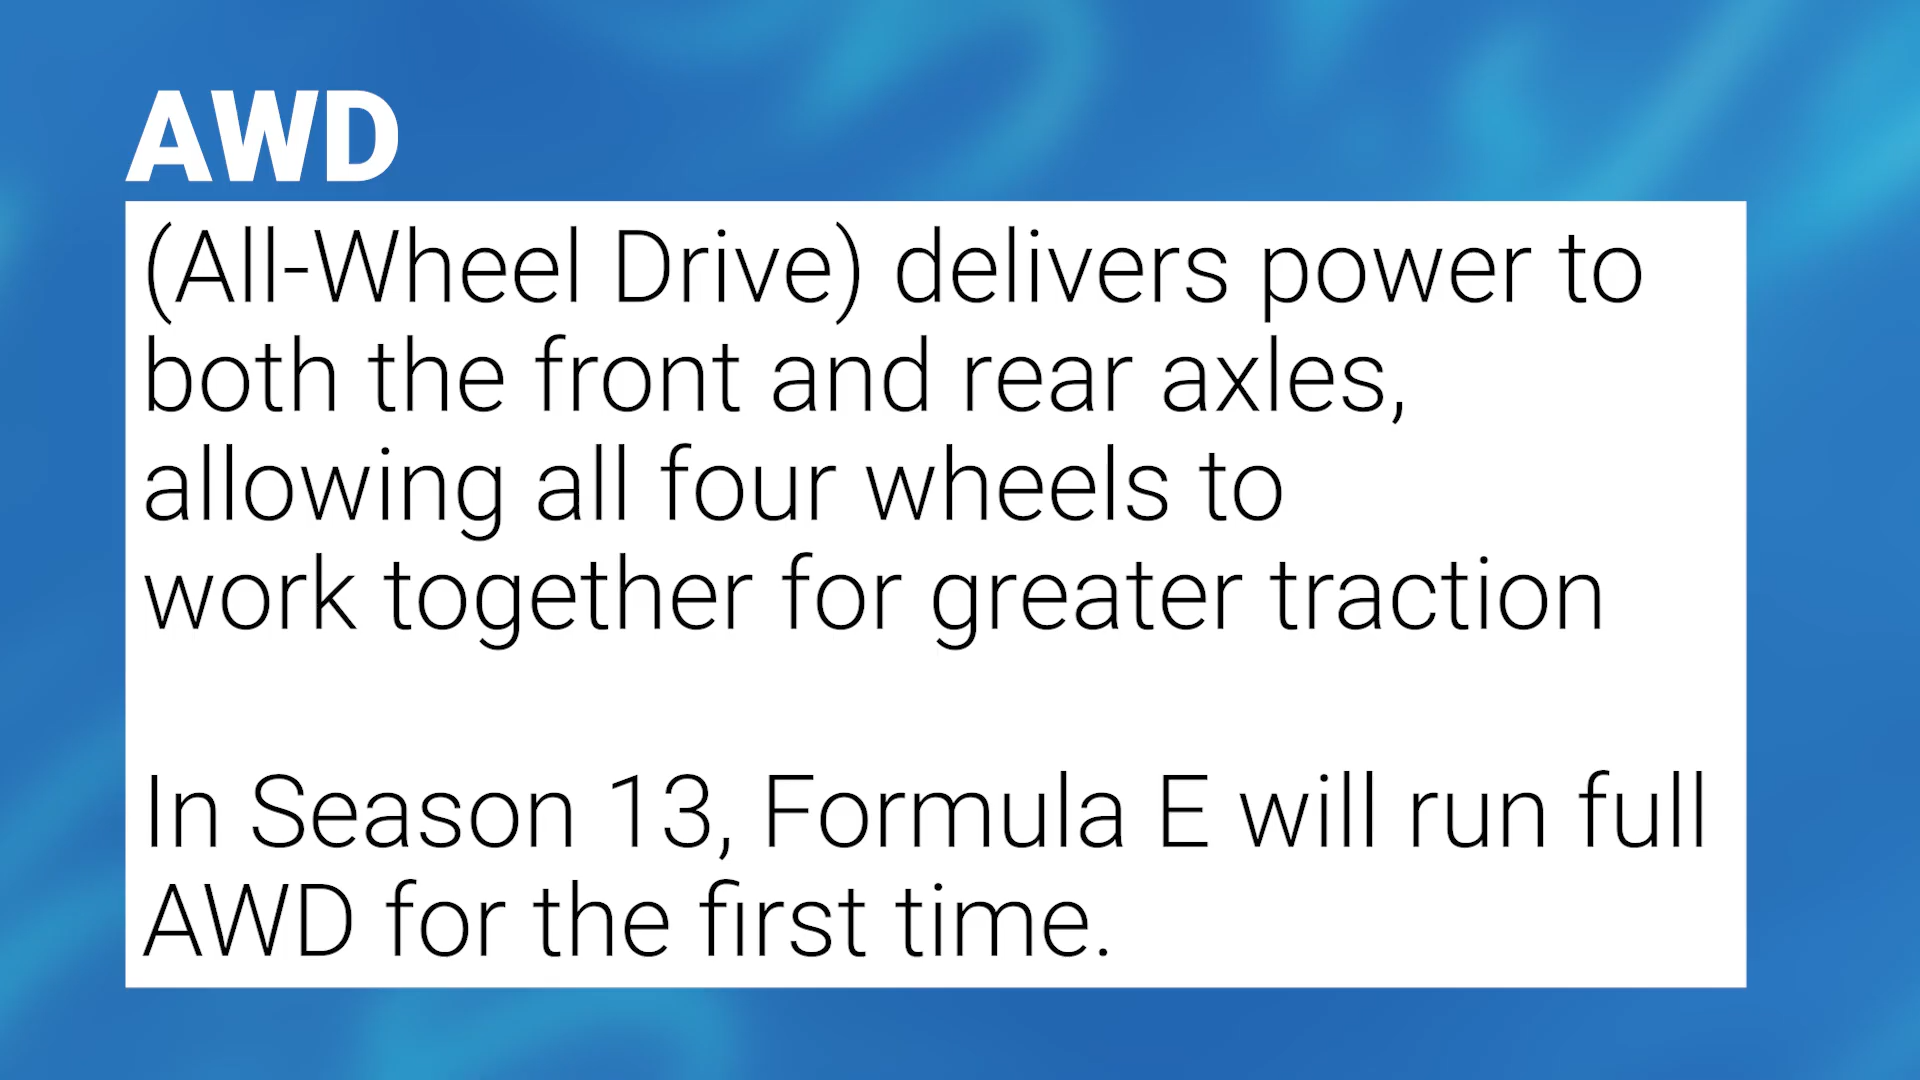 AWD
(All-Wheel Drive) delivers power to
both the front and rear axles,
allowing all four wheels to
work together for greater traction
In Season 13, Formula E will run full
AWD for the first time.